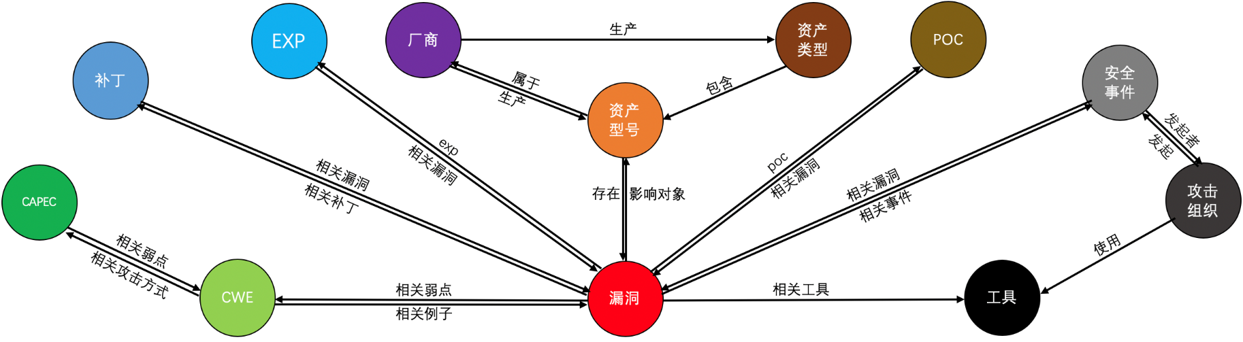 EXP
厂商
生产
资产
类型
POC
补丁
属于
生产
包含
资产
型号
安全
事件
发起者
发起
exp
相关漏洞
poc
相关漏洞
相关漏洞
相关补丁
存在
影响对象
相关漏洞
相关事件
攻击
组织
CAPEC
相关弱点
相关攻击方式
使用
CWE
相关弱点
相关例子
漏洞
相关工具
工具